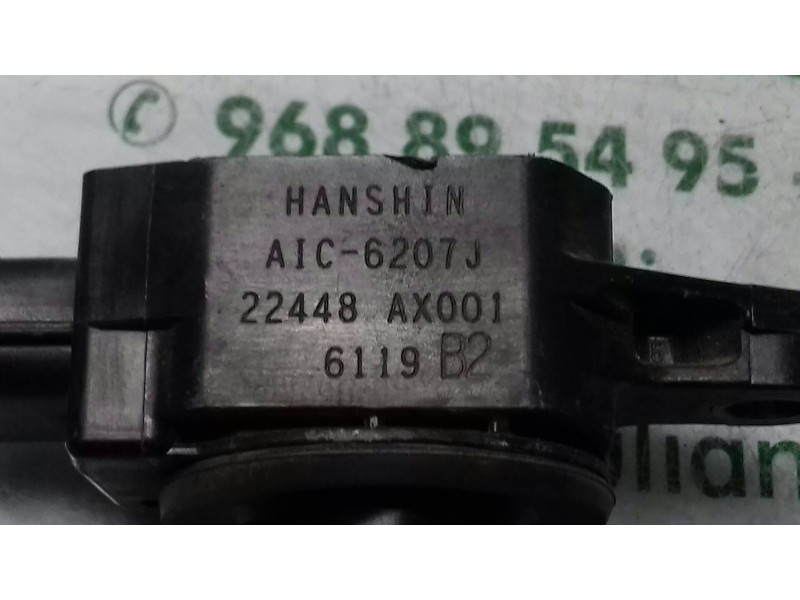 968 89 54 95
HANSHIN
AIC-6207J
22448 AX001
6119 B2